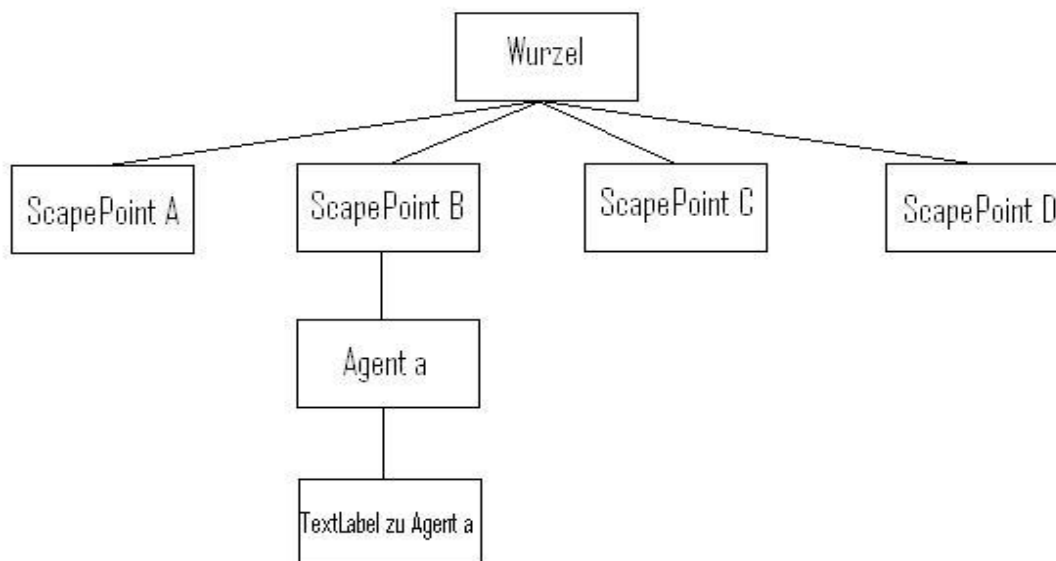 Wurzel
ScapePoint A
ScapePoint B
ScapePoint C
ScapePoint D
Agent a
TextLabel zu Agent a